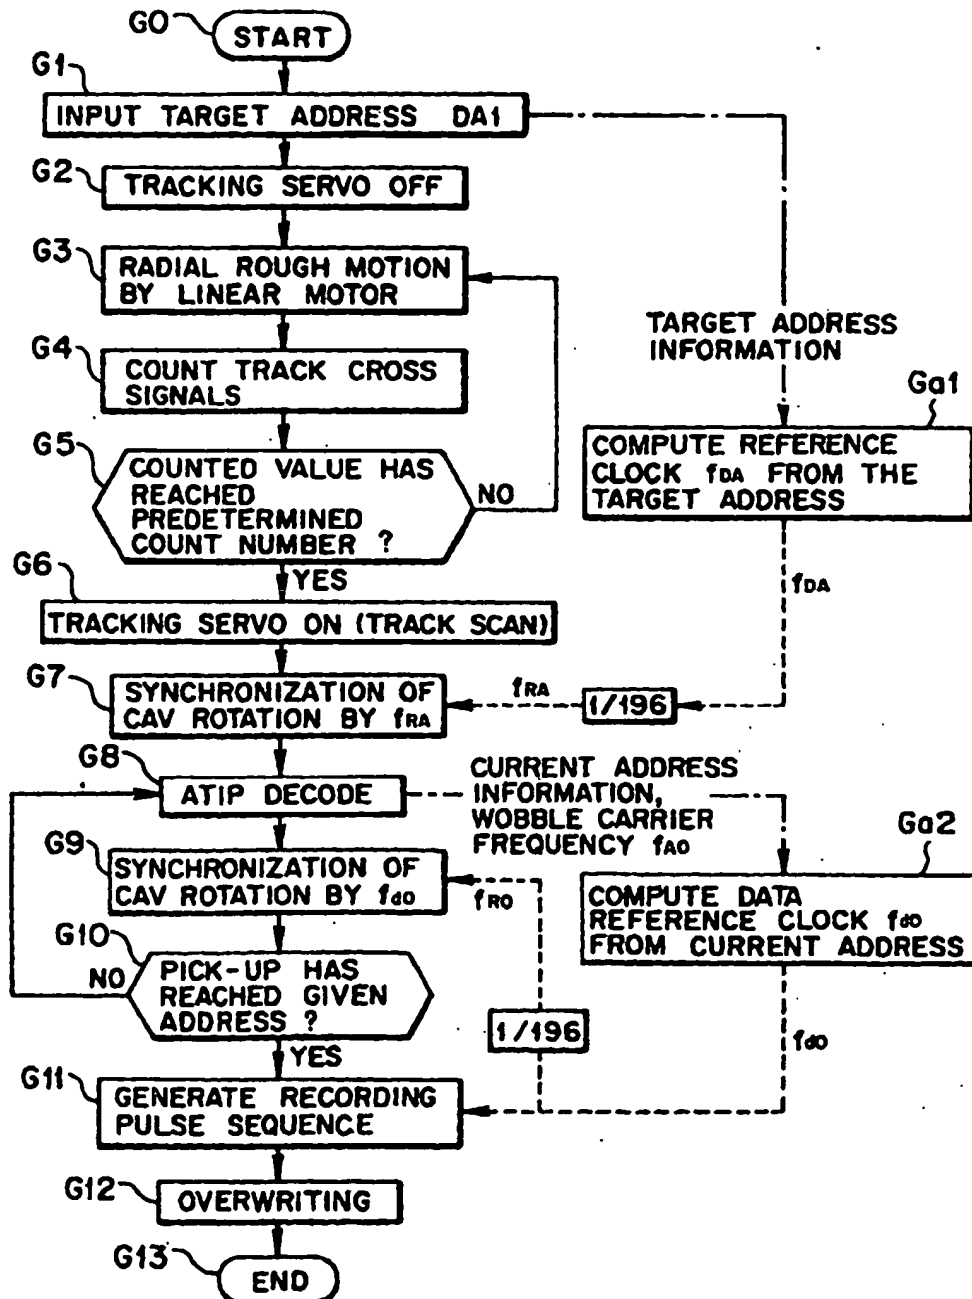 G0
START
G1
INPUT TARGET ADDRESS DA1
G2
TRACKING SERVO OFF
G3
RADIAL ROUGH MOTION
BY LINEAR MOTOR
TARGET ADDRESS
INFORMATION
G4
COUNT TRACK CROSS
SIGNALS
Ga1
COMPUTE REFERENCE
CLOCK fDA FROM THE
TARGET ADDRESS
G5
COUNTED VALUE HAS
REACHED
PREDETERMINED
COUNT NUMBER ?
NO
YES
fDA
G6
TRACKING SERVO ON (TRACK SCAN)
G7
SYNCHRONIZATION OF
CAV ROTATION BY fRA
fRA
1/196
G8
ATIP DECODE
CURRENT ADDRESS
INFORMATION,
WOBBLE CARRIER
FREQUENCY fAO
Ga2
COMPUTE DATA
REFERENCE CLOCK fdO
FROM CURRENT ADDRESS
G9
SYNCHRONIZATION OF
CAV ROTATION BY fdO
fRO
G10
PICK-UP HAS
REACHED GIVEN
ADDRESS ?
NO
YES
1/196
fdO
G11
GENERATE RECORDING
PULSE SEQUENCE
G12
OVERWRITING
G13
END